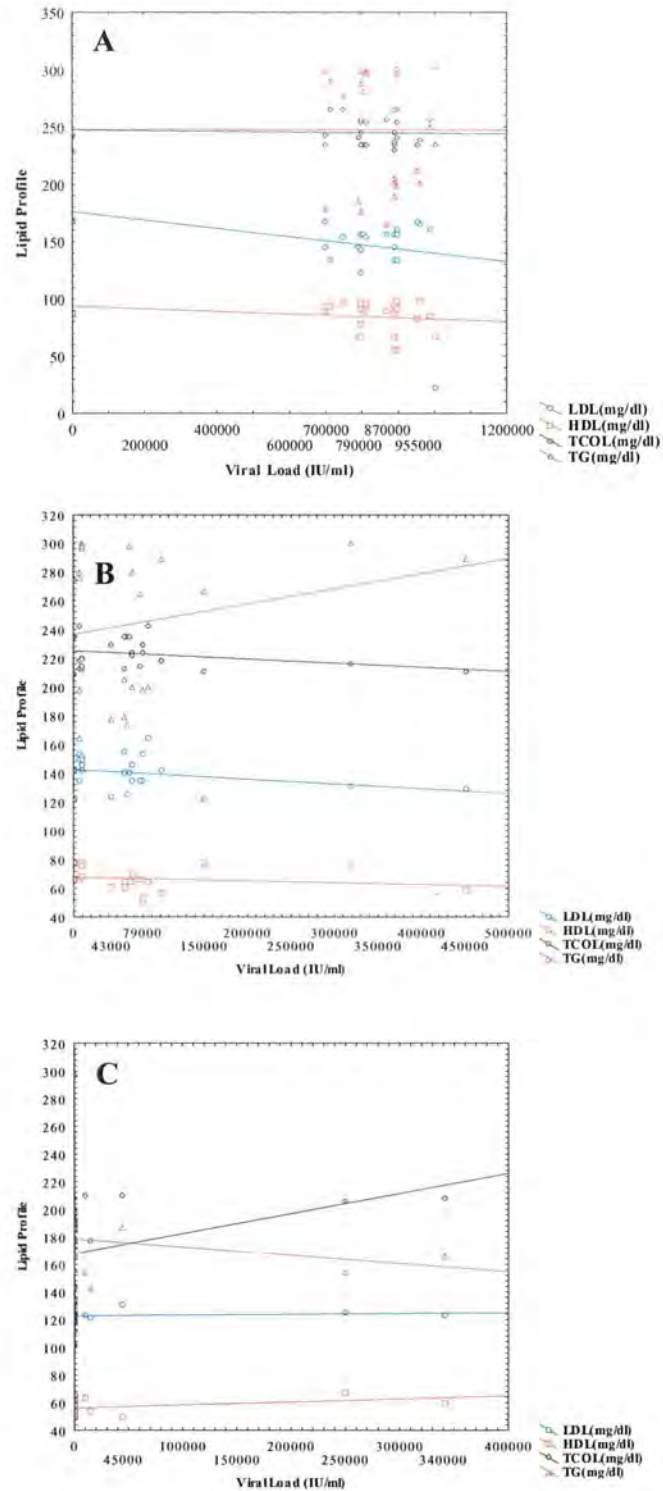 A
350
300
250
200
150
100
50
0
Lipid Profile
0 200000 400000 600000 700000 790000 870000 955000 1200000
Viral Load (IU/ml)
LDL(mg/dl)
HDL(mg/dl)
TCOL(mg/dl)
TG(mg/dl)
B
320
300
280
260
240
220
200
180
160
140
120
100
80
60
40
Lipid Profile
0 79000 150000 250000 350000 450000
43000 100000 200000 300000 400000 500000
Viral Load (IU/ml)
LDL(mg/dl)
HDL(mg/dl)
TCOL(mg/dl)
TG(mg/dl)
C
320
300
280
260
240
220
200
180
160
140
120
100
80
60
40
Lipid Profile
0 100000 200000 300000 400000
45000 150000 250000 340000
Viral Load (IU/ml)
LDL(mg/dl)
HDL(mg/dl)
TCOL(mg/dl)
TG(mg/dl)